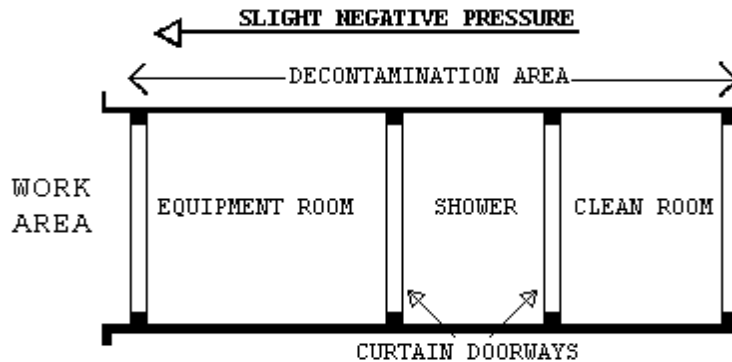 SLIGHT NEGATIVE PRESSURE
DECONTAMINATION AREA
WORK
AREA
EQUIPMENT ROOM
SHOWER
CLEAN ROOM
CURTAIN DOORWAYS